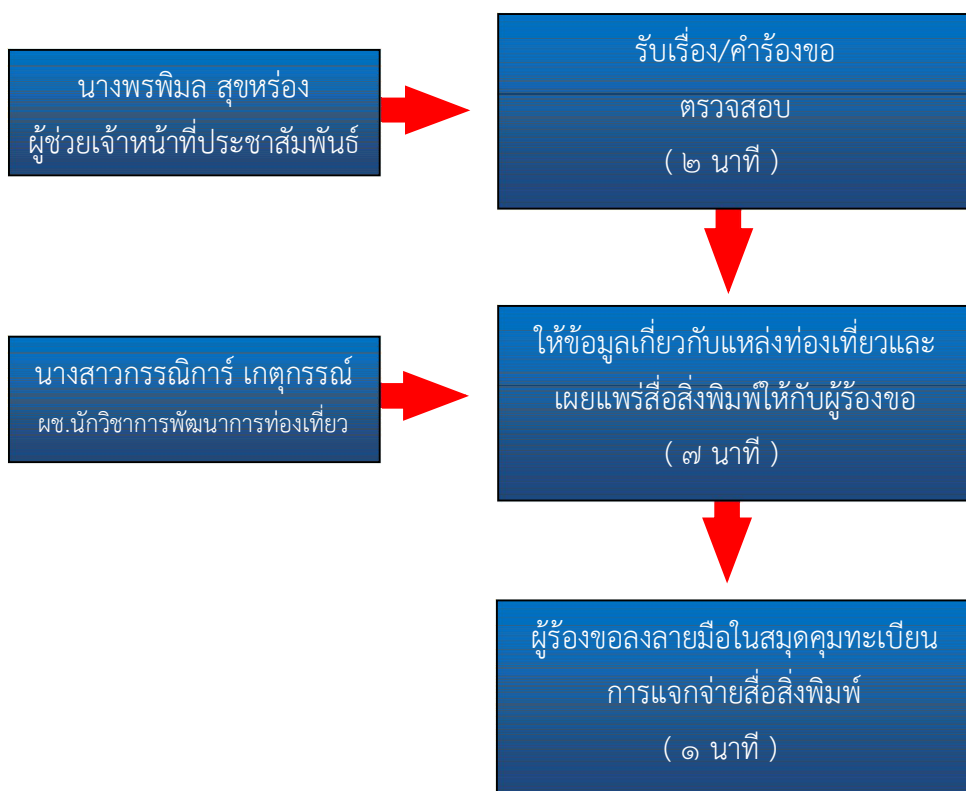 นางพรพิมล สุขหร่อง
ผู้ช่วยเจ้าหน้าที่ประชาสัมพันธ์
รับเรื่อง/คำร้องขอ
ตรวจสอบ
( ๒ นาที )
นางสาวกรรณิการ์ เกตุกรรณ์
ผช.นักวิชาการพัฒนาการท่องเที่ยว
ให้ข้อมูลเกี่ยวกับแหล่งท่องเที่ยวและ
เผยแพร่สื่อสิ่งพิมพ์ให้กับผู้ร้องขอ
( ๗ นาที )
ผู้ร้องขอลงลายมือในสมุดคุมทะเบียน
การแจกจ่ายสื่อสิ่งพิมพ์
( ๑ นาที )